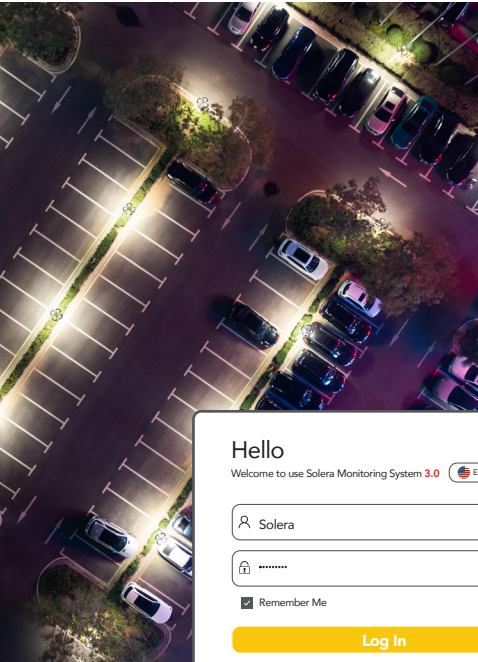 Hello
Welcome to use Solera Monitoring System 3.0
Solera
Remember Me
Log In